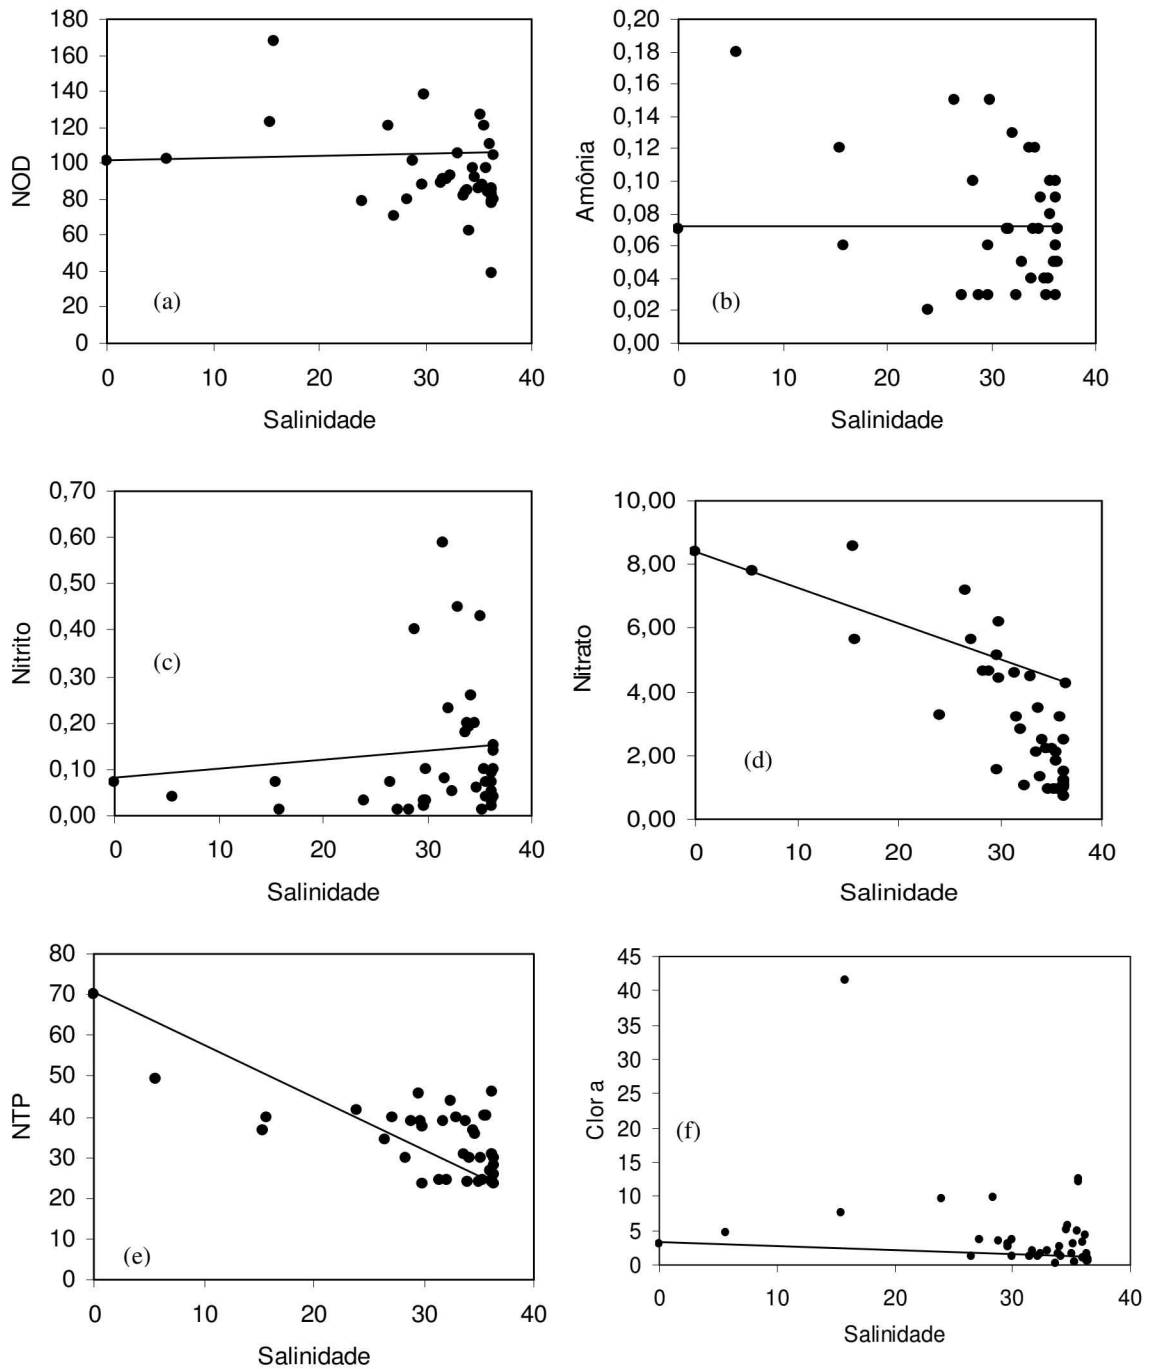 180
160
140
120
100
80
60
40
20
0
NOD
(a)
0 10 20 30 40
Salinidade
0,20
0,18
0,16
0,14
0,12
0,10
0,08
0,06
0,04
0,02
0,00
Amônia
(b)
0 10 20 30 40
Salinidade
0,70
0,60
0,50
0,40
0,30
0,20
0,10
0,00
Nitrito
(c)
0 10 20 30 40
Salinidade
10,00
8,00
6,00
4,00
2,00
0,00
Nitrato
(d)
0 10 20 30 40
Salinidade
80
70
60
50
40
30
20
10
0
NTP
(e)
0 10 20 30 40
Salinidade
45
40
35
30
25
20
15
10
5
0
Clor a
(f)
0 10 20 30 40
Salinidade